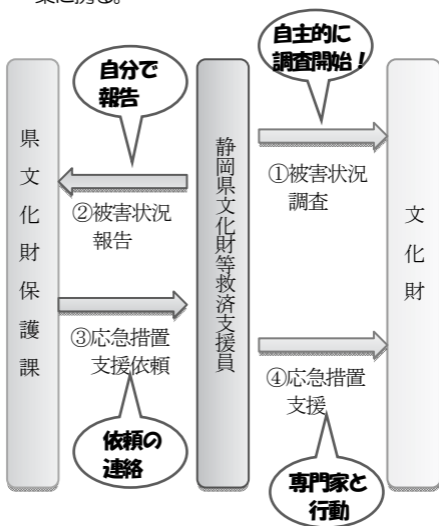 自主的に
調査開始！
自分で
報告
県文化財保護課
静岡県文化財等救済支援員
文化財
①被害状況
調査
②被害状況
報告
③応急措置
支援依頼
④応急措置
支援
依頼の
連絡
専門家と
行動